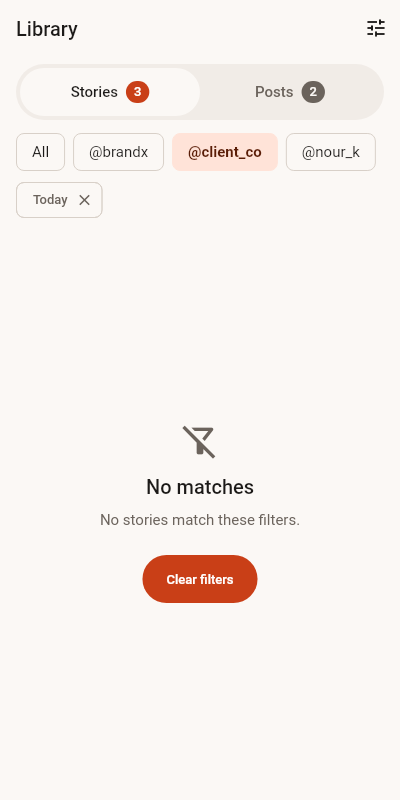 Library
Stories 3 Posts 2
All @brandx @client_co @nour_k
Today
No matches
No stories match these filters.
Clear filters